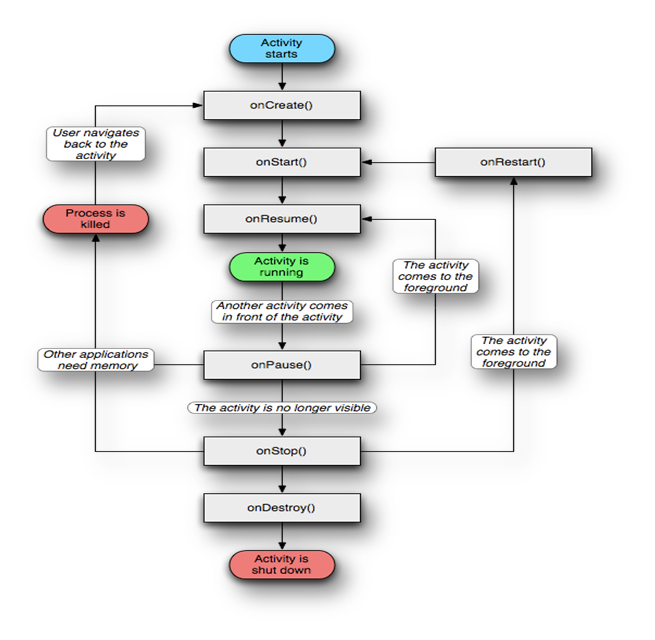 Activity
starts
onCreate()
User navigates
back to the
activity
onStart()
onRestart()
Process is
killed
onResume()
Activity is
running
The activity
comes to the
foreground
Another activity comes
in front of the activity
The activity
comes to the
foreground
Other applications
need memory
onPause()
The activity is no longer visible
onStop()
onDestroy()
Activity is
shut down